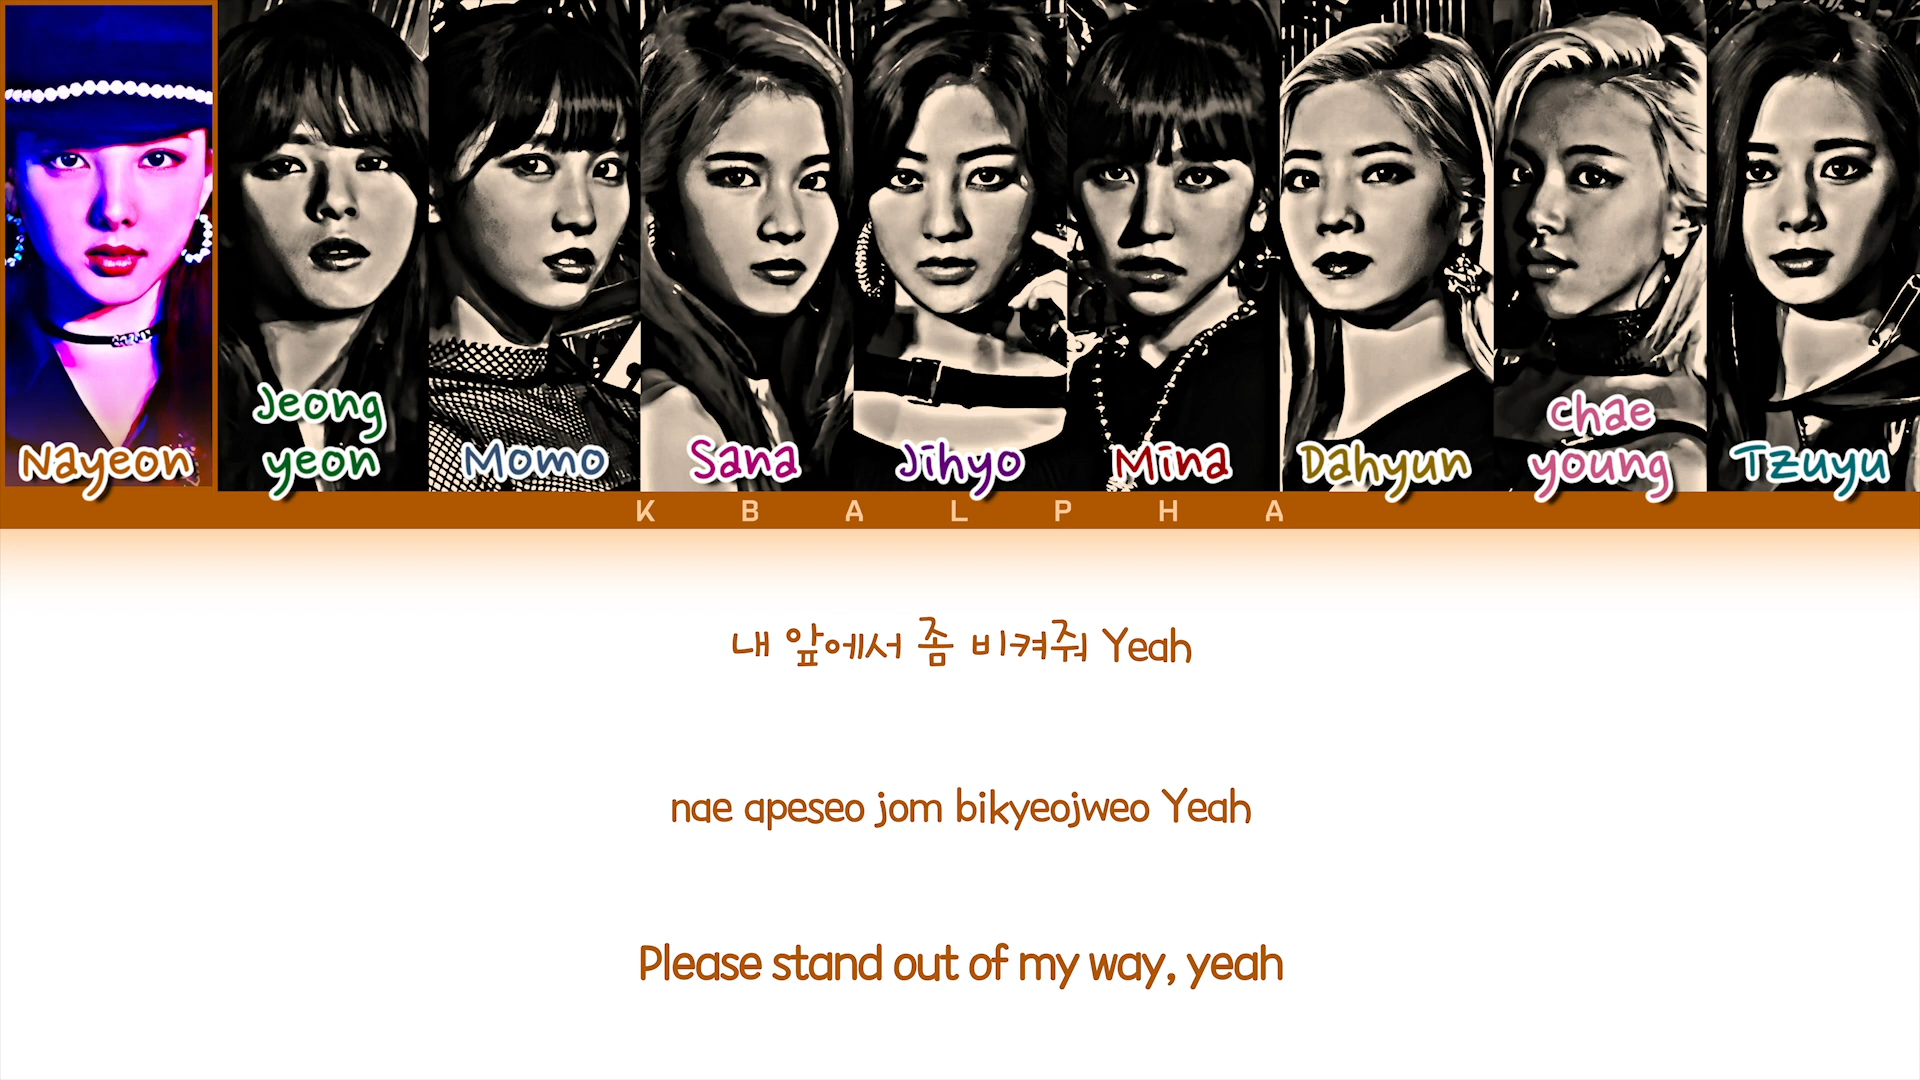 Nayeon
Jeong
yeon
Momo
Sana
Jihyo
Mina
Dahyun
chae
young
Tzuyu
K B A L P H A
내 앞에서 좀 비켜줘 Yeah
nae apeseo jom bikyeojweo Yeah
Please stand out of my way, yeah